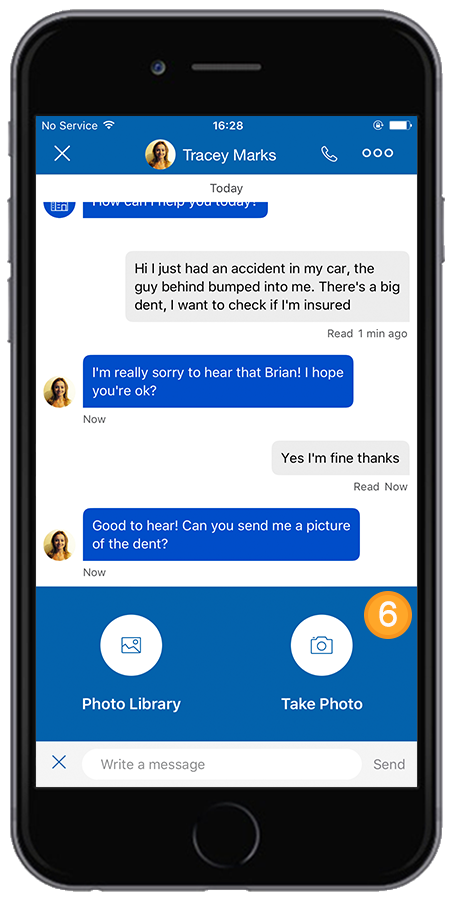 No Service
16:28
Tracey Marks
Today
How can I help you today?
Hi I just had an accident in my car, the
guy behind bumped into me. There's a big
dent, I want to check if I'm insured
Read 1 min ago
I'm really sorry to hear that Brian! I hope
you're ok?
Now
Yes I'm fine thanks
Read Now
Good to hear! Can you send me a picture
of the dent?
Now
6
Photo Library
Take Photo
Write a message
Send